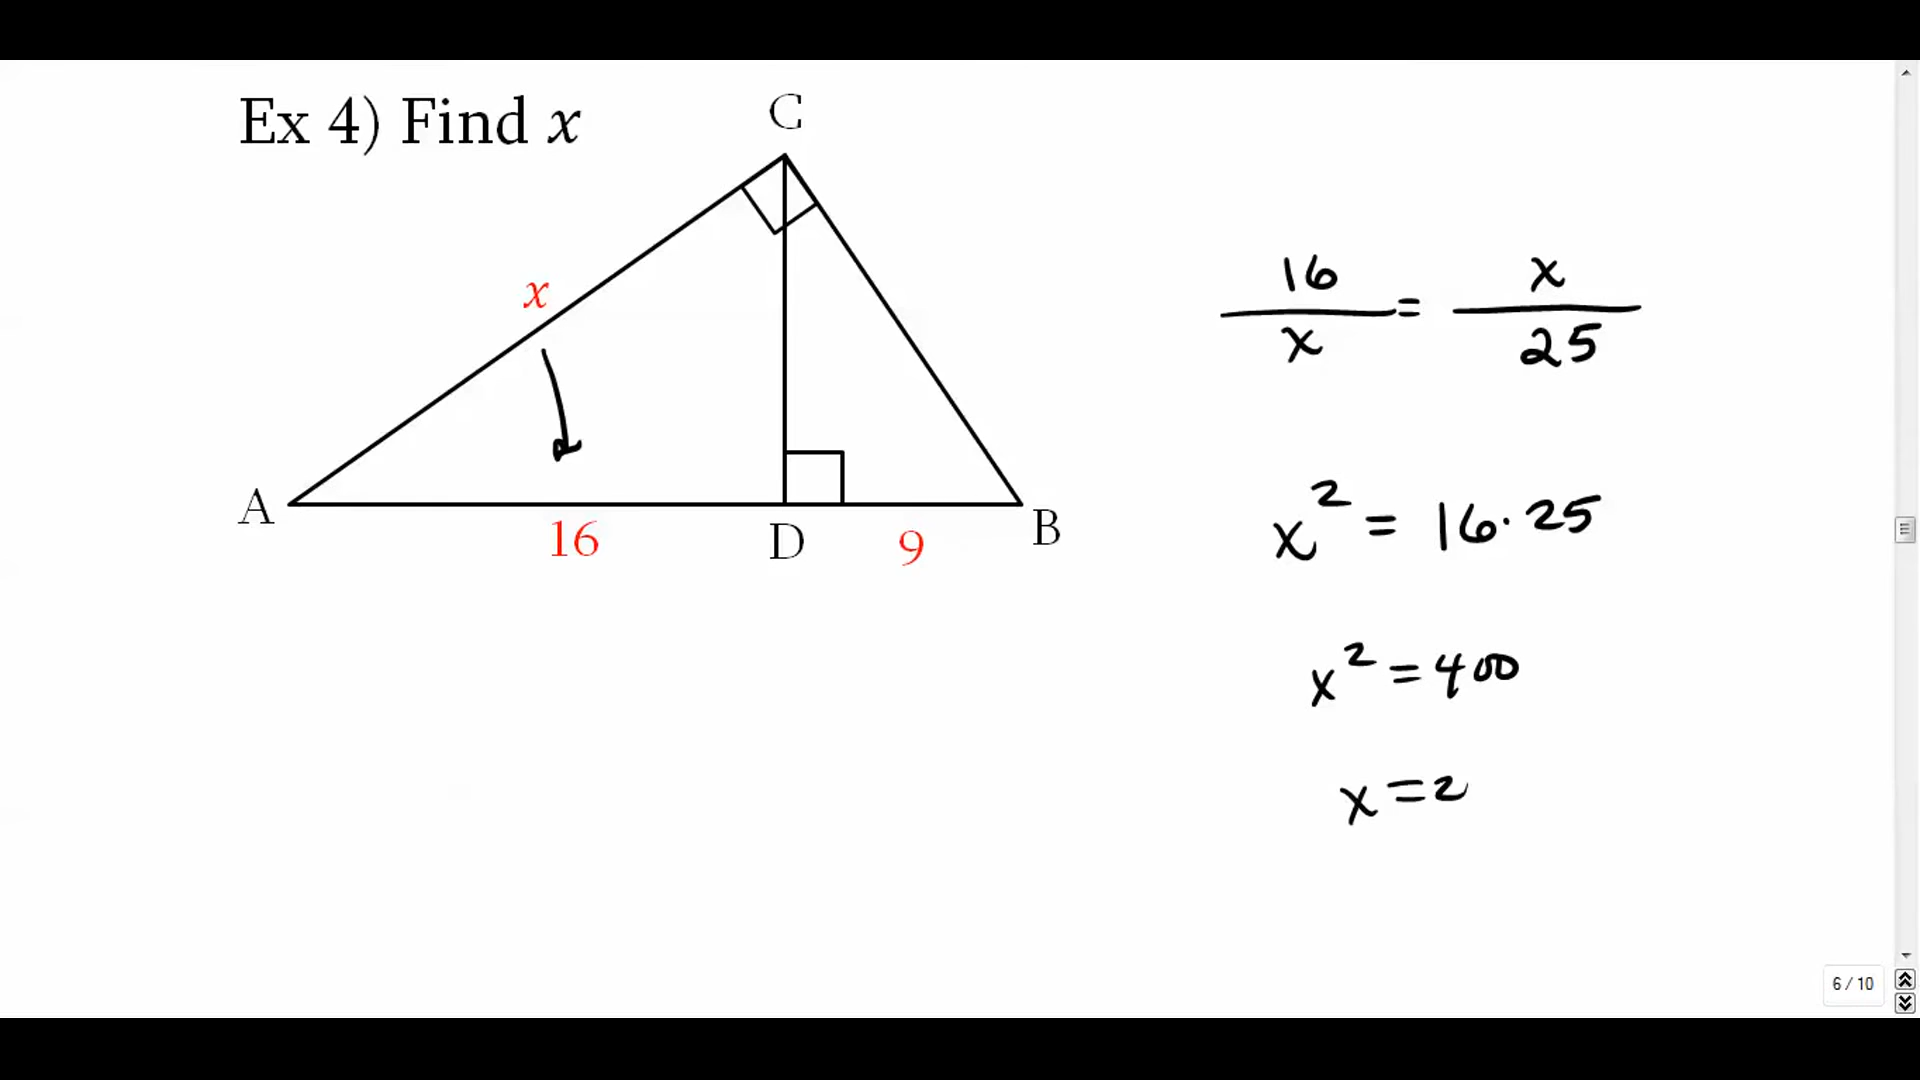 Ex 4) Find x
C
x
A
16
D
9
B
16/x = x/25
x² = 16·25
x² = 400
x = 2
6 / 10